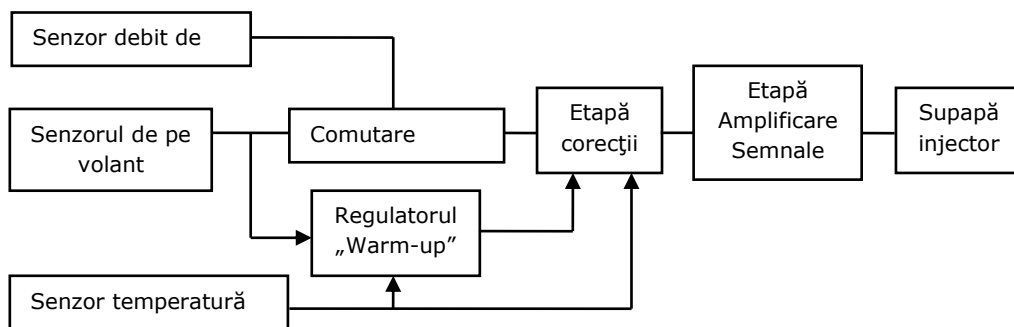 Senzor debit de
Senzorul de pe
volant
Comutare
Etapă
corecţii
Etapă
Amplificare
Semnale
Supapă
injector
Regulatorul
„Warm-up”
Senzor temperatură